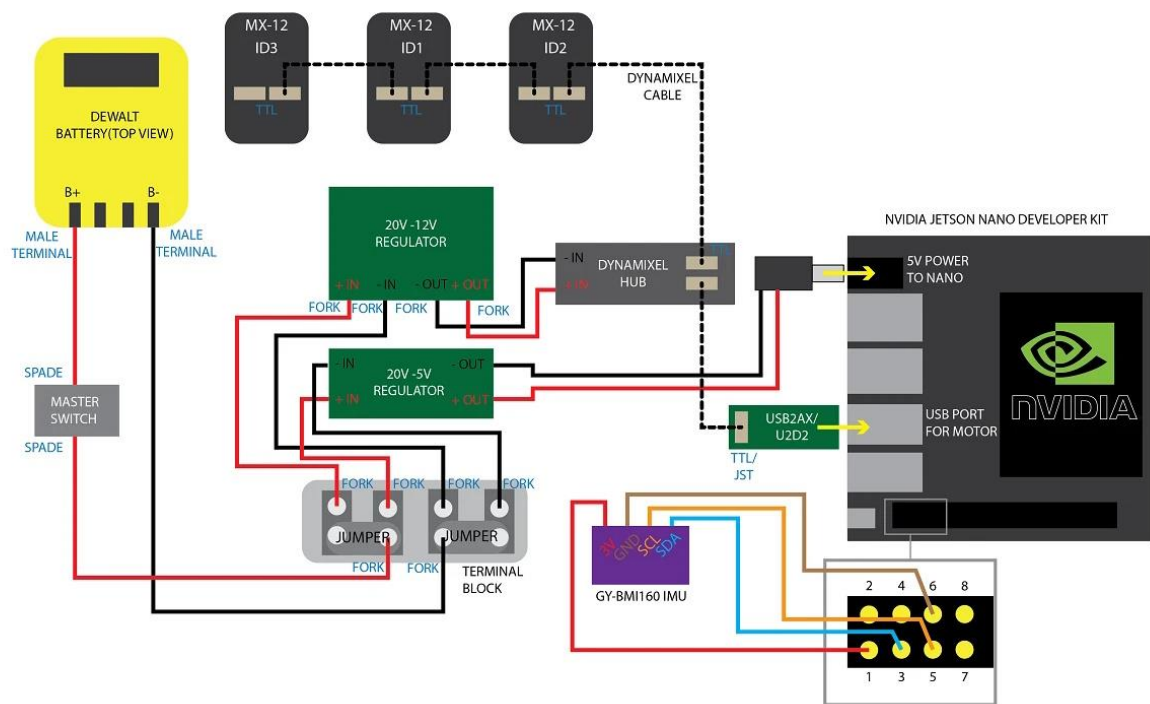 MX-12
ID3
TTL
MX-12
ID1
TTL
MX-12
ID2
TTL
DYNAMIXEL
CABLE
DEWALT
BATTERY(TOP VIEW)
B+
B-
MALE
TERMINAL
MALE
TERMINAL
20V -12V
REGULATOR
+ IN
- IN
- OUT
+ OUT
FORK
FORK
FORK
FORK
- IN
+ IN
DYNAMIXEL
HUB
TTL
NVIDIA JETSON NANO DEVELOPER KIT
5V POWER
TO NANO
USB PORT
FOR MOTOR
NVIDIA
20V -5V
REGULATOR
- IN
+ IN
- OUT
+ OUT
SPADE
MASTER
SWITCH
SPADE
USB2AX/
U2D2
TTL/
JST
FORK
FORK
FORK
FORK
JUMPER
JUMPER
FORK
FORK
TERMINAL
BLOCK
3V
GND
SCL
SDA
GY-BMI160 IMU
2 4 6 8
1 3 5 7